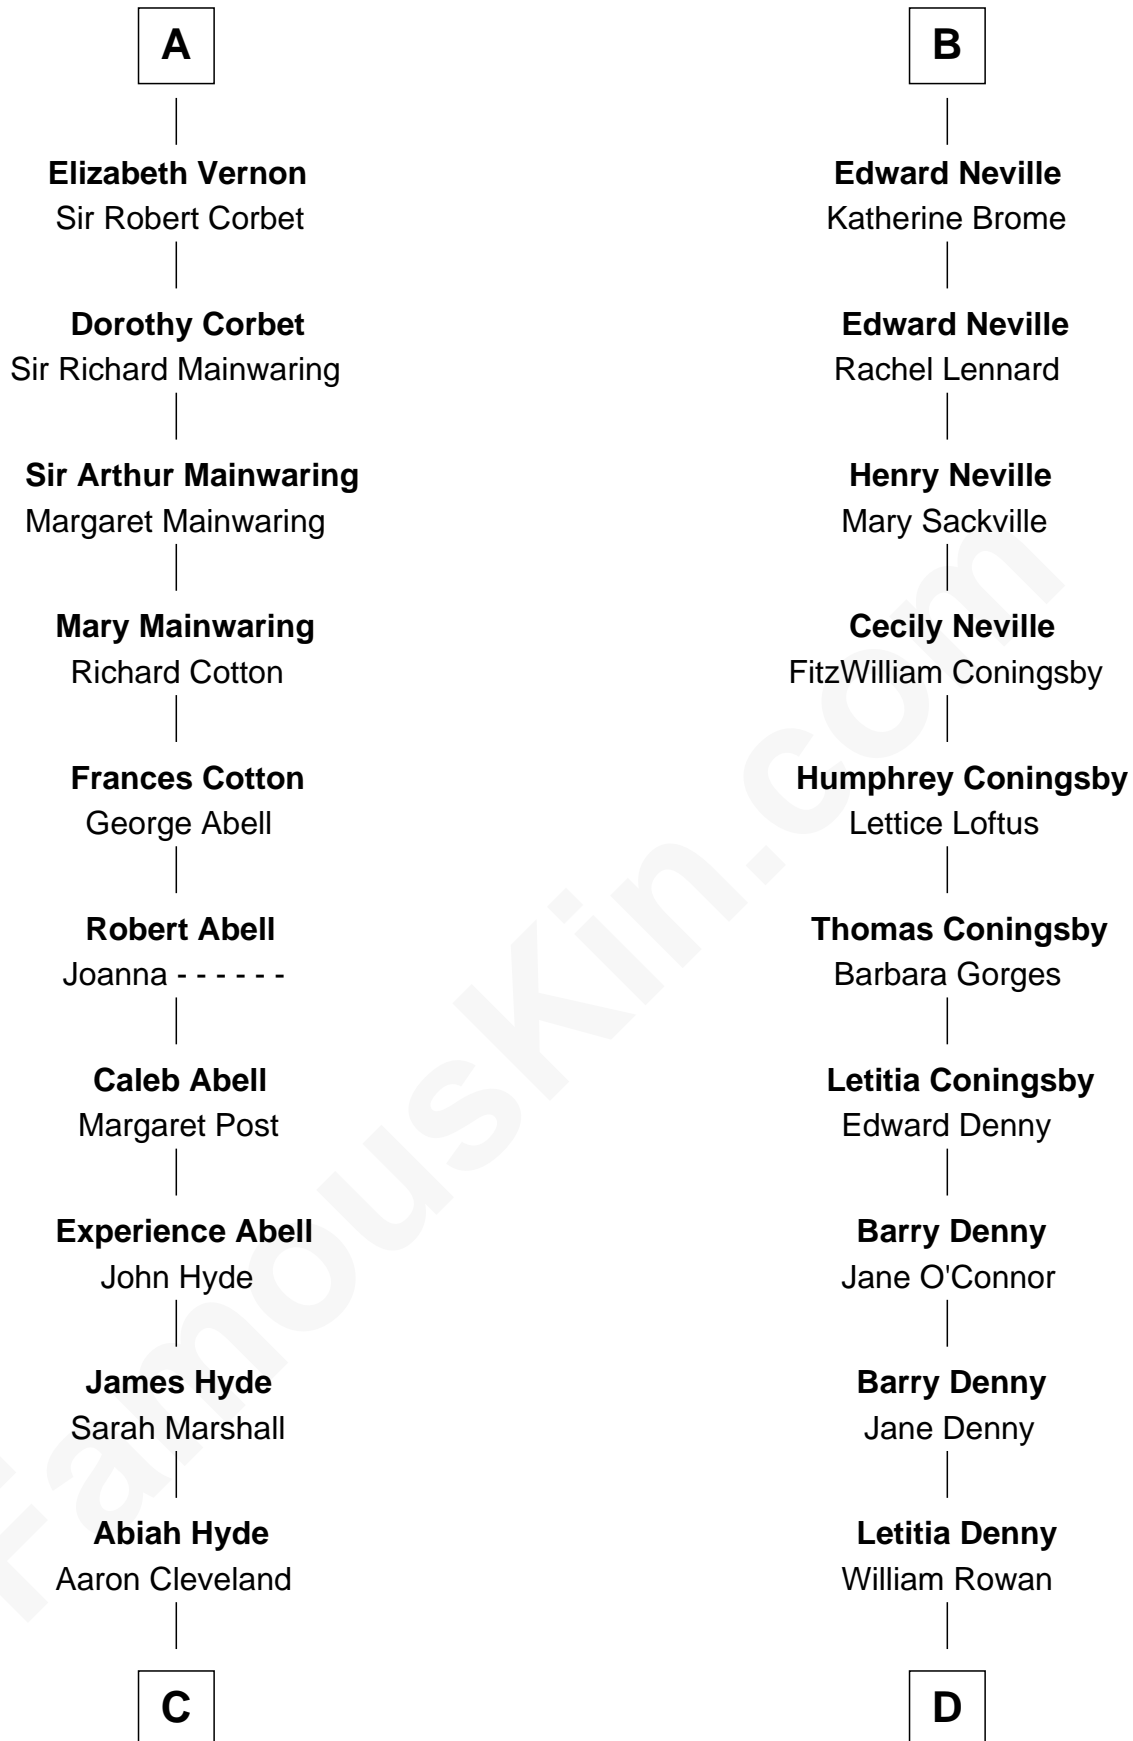 A
Elizabeth Vernon
Sir Robert Corbet
Dorothy Corbet
Sir Richard Mainwaring
Sir Arthur Mainwaring
Margaret Mainwaring
Mary Mainwaring
Richard Cotton
Frances Cotton
George Abell
Robert Abell
Joanna - - - - - -
Caleb Abell
Margaret Post
Experience Abell
John Hyde
James Hyde
Sarah Marshall
Abiah Hyde
Aaron Cleveland
C
B
Edward Neville
Katherine Brome
Edward Neville
Rachel Lennard
Henry Neville
Mary Sackville
Cecily Neville
FitzWilliam Coningsby
Humphrey Coningsby
Lettice Loftus
Thomas Coningsby
Barbara Gorges
Letitia Coningsby
Edward Denny
Barry Denny
Jane O'Connor
Barry Denny
Jane Denny
Letitia Denny
William Rowan
D
FamousKin.com